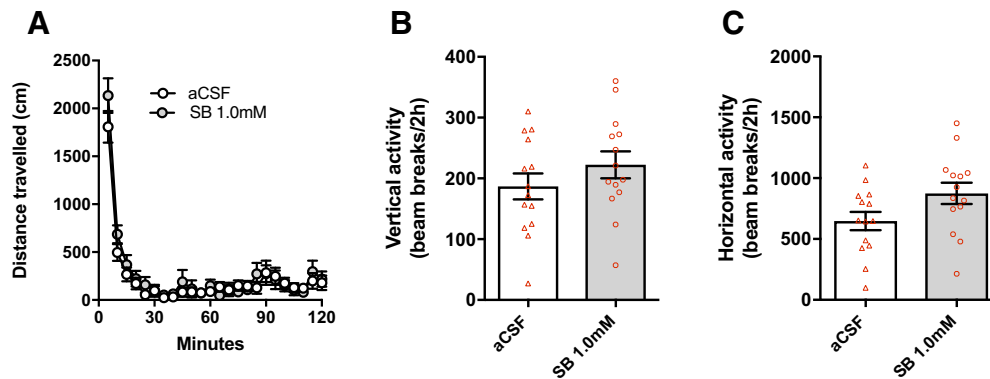 A
Distance travelled (cm)
2500
2000
1500
1000
500
0
aCSF
SB 1.0mM
0 30 60 90 120
Minutes
B
Vertical activity
(beam breaks/2h)
400
300
200
100
0
aCSF
SB 1.0mM
C
Horizontal activity
(beam breaks/2h)
2000
1500
1000
500
0
aCSF
SB 1.0mM